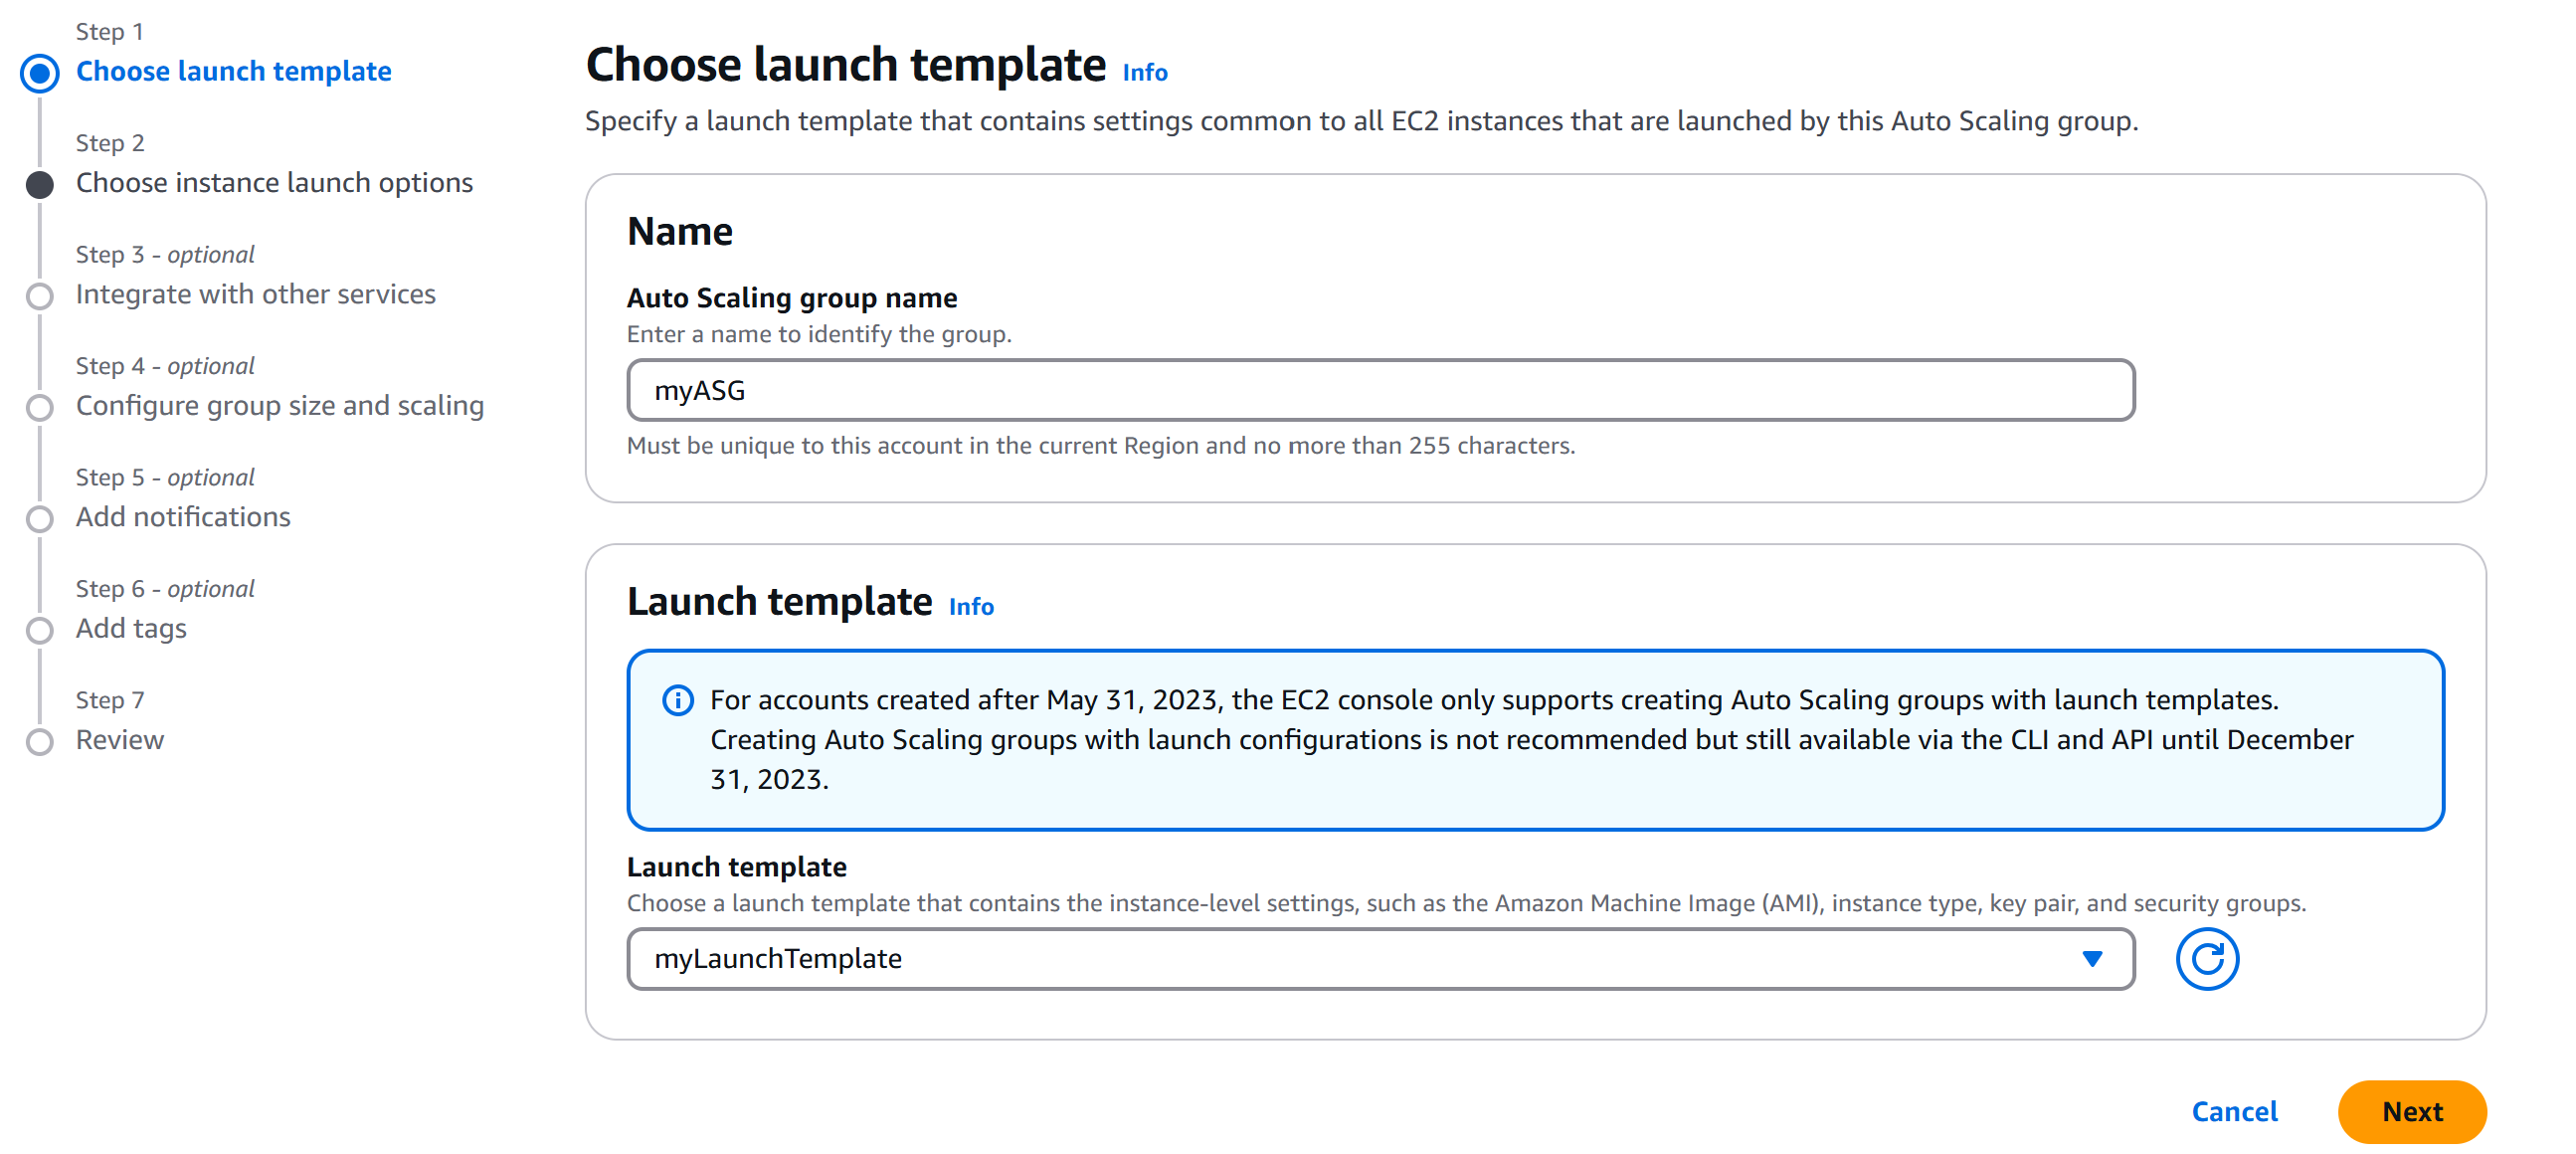 Step 1
Choose launch template
Step 2
Choose instance launch options
Step 3 - optional
Integrate with other services
Step 4 - optional
Configure group size and scaling
Step 5 - optional
Add notifications
Step 6 - optional
Add tags
Step 7
Review
Choose launch template Info
Specify a launch template that contains settings common to all EC2 instances that are launched by this Auto Scaling group.
Name
Auto Scaling group name
Enter a name to identify the group.
myASG
Must be unique to this account in the current Region and no more than 255 characters.
Launch template Info
For accounts created after May 31, 2023, the EC2 console only supports creating Auto Scaling groups with launch templates.
Creating Auto Scaling groups with launch configurations is not recommended but still available via the CLI and API until December
31, 2023.
Launch template
Choose a launch template that contains the instance-level settings, such as the Amazon Machine Image (AMI), instance type, key pair, and security groups.
myLaunchTemplate
Cancel
Next